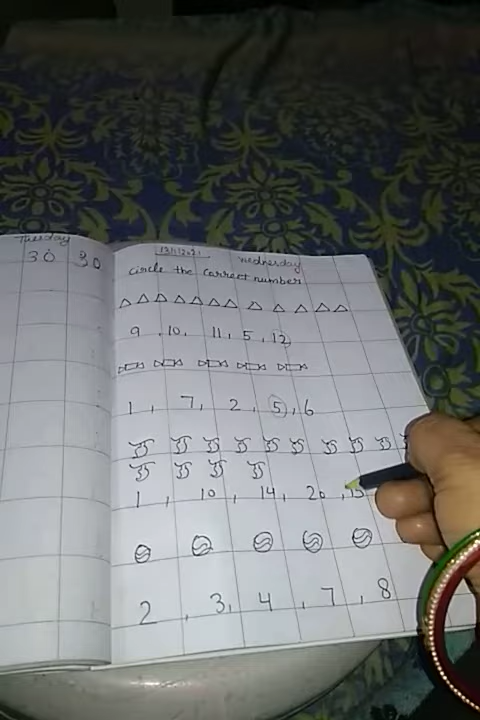 Tuesday
30 30
Wednesday
Circle the Correct number
9, 10, 11, 5, 12
1, 7, 2, 5, 6
1, 10, 14, 20, 15
2, 3, 4, 7, 8